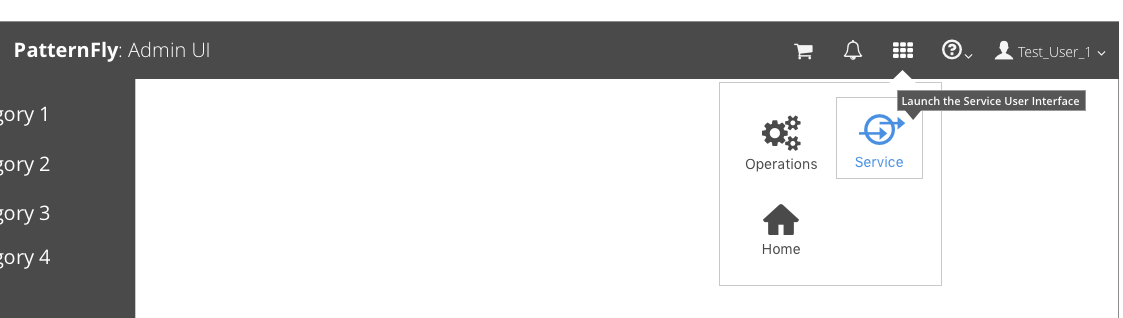 PatternFly: Admin UI
Test_User_1
gory 1
gory 2
gory 3
gory 4
Launch the Service User Interface
Operations
Service
Home